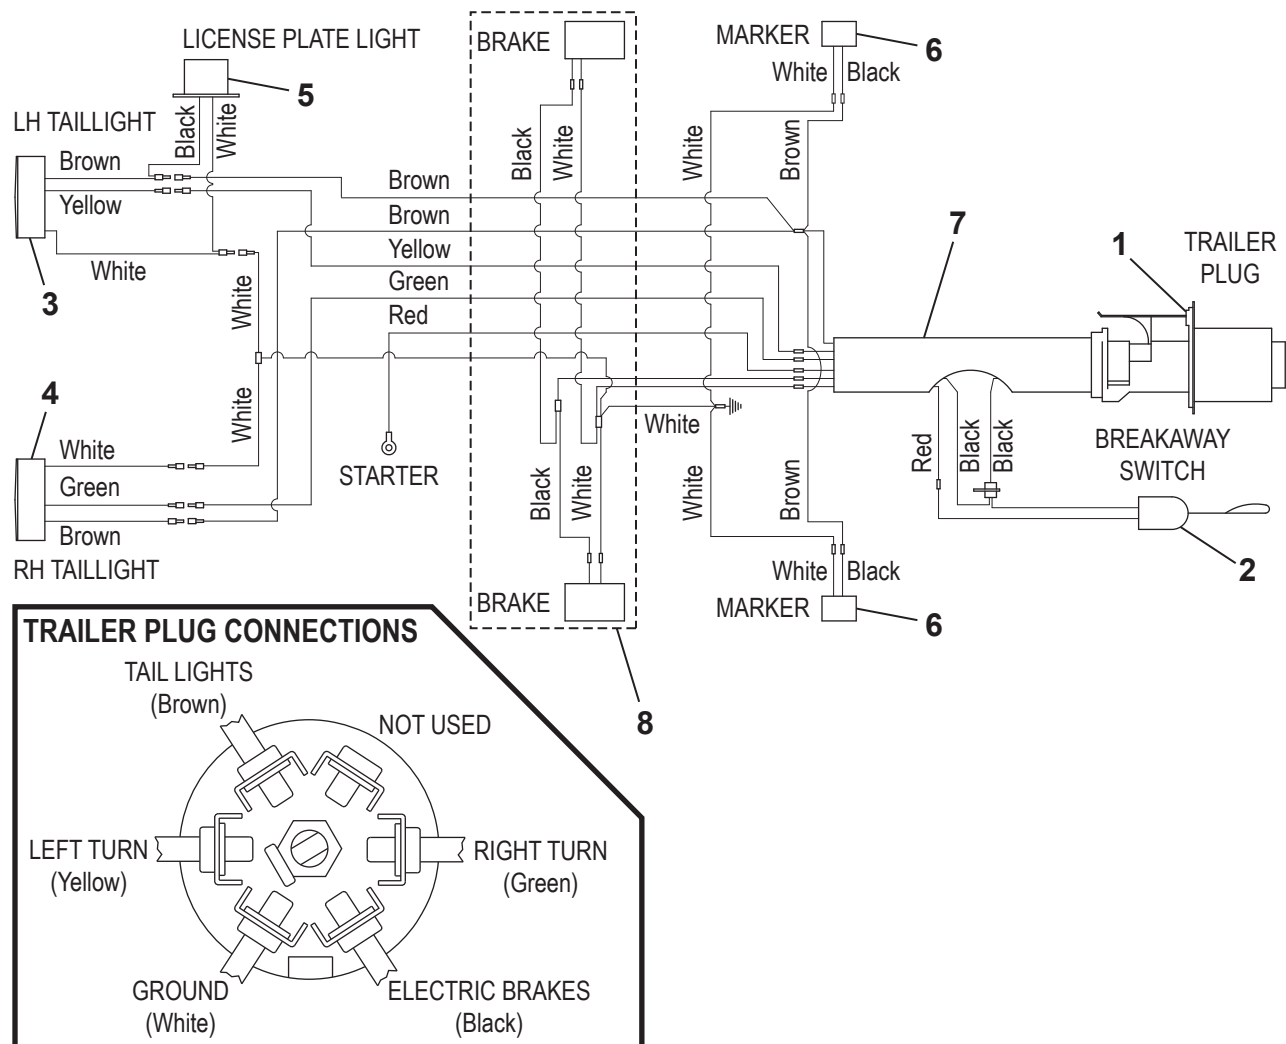 LICENSE PLATE LIGHT
5
BRAKE
MARKER
6
White
Black
LH TAILLIGHT
Black
White
Brown
Yellow
White
3
White
White
Black
White
White
Brown
Brown
Brown
Yellow
Green
Red
7
1
TRAILER
PLUG
4
White
Green
Brown
RH TAILLIGHT
STARTER
White
Black
White
White
Brown
Red
Black
Black
BREAKAWAY
SWITCH
2
White
Black
BRAKE
MARKER
6
8
TRAILER PLUG CONNECTIONS
TAIL LIGHTS
(Brown)
NOT USED
LEFT TURN
(Yellow)
RIGHT TURN
(Green)
GROUND
(White)
ELECTRIC BRAKES
(Black)